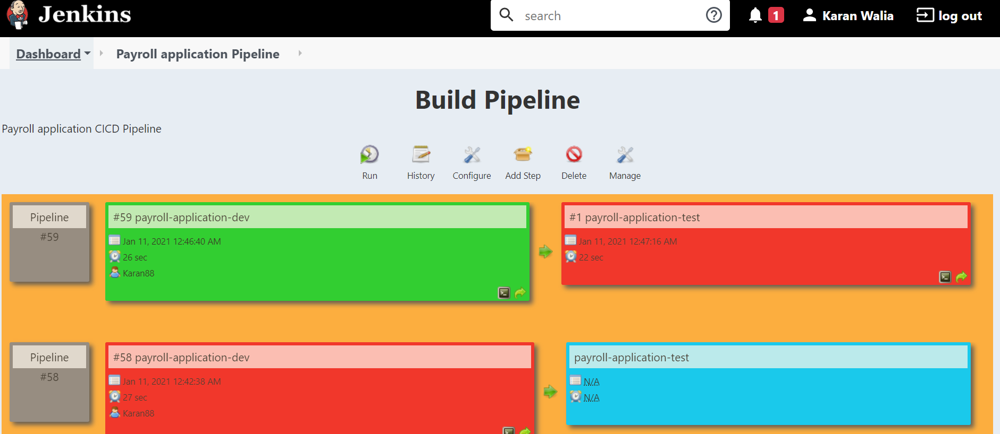 Jenkins
search
1
Karan Walia
log out
Dashboard
Payroll application Pipeline
Build Pipeline
Payroll application CICD Pipeline
Run
History
Configure
Add Step
Delete
Manage
Pipeline
#59
#59 payroll-application-dev
Jan 11, 2021 12:46:40 AM
26 sec
Karan88
#1 payroll-application-test
Jan 11, 2021 12:47:16 AM
22 sec
Pipeline
#58
#58 payroll-application-dev
Jan 11, 2021 12:42:38 AM
27 sec
Karan88
payroll-application-test
N/A
N/A